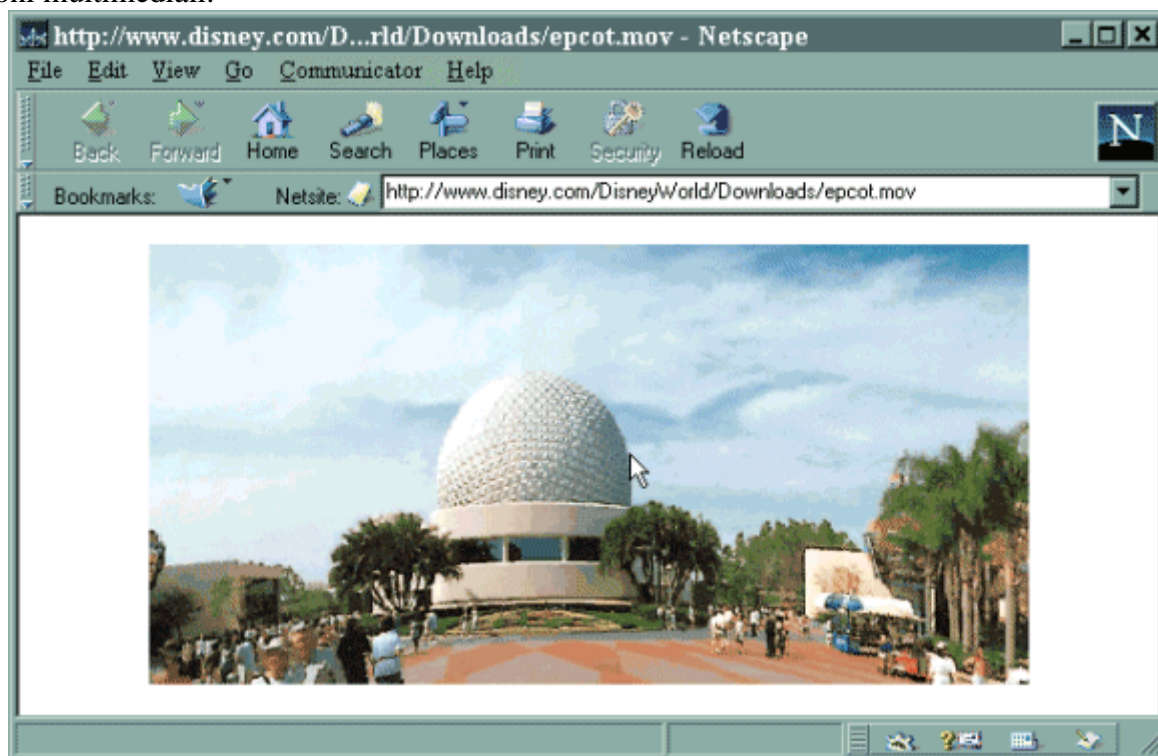 http://www.disney.com/D...rld/Downloads/epcot.mov - Netscape
File Edit View Go Communicator Help
Back Forward Home Search Places Print Security Reload
N
Bookmarks: Netsite: http://www.disney.com/DisneyWorld/Downloads/epcot.mov